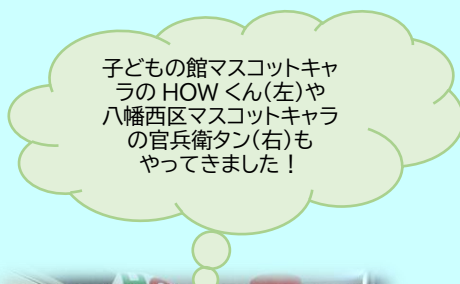 子どもの館マスコットキャ
ラの HOW くん(左)や
八幡西区マスコットキャラ
の官兵衛タン(右)も
やってきました！